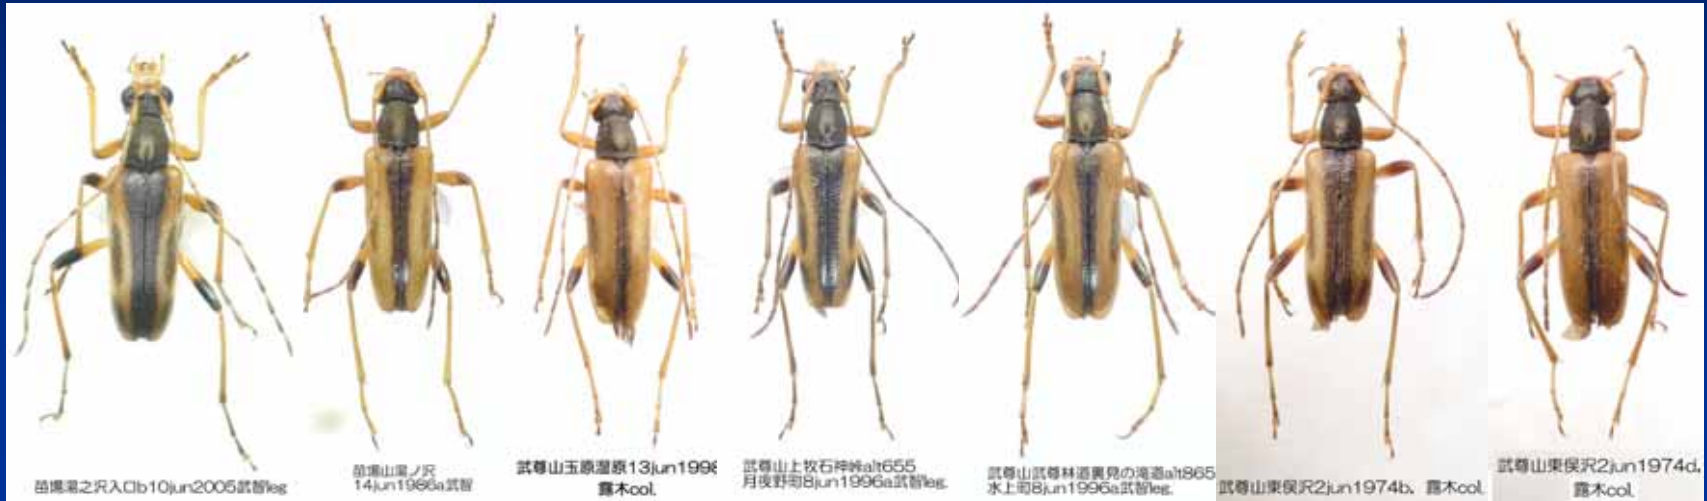 苗場湯之沢入口b10jun2005武智leg
苗場山湯ノ沢
14jun1986a武智
武尊山玉原湿原13jun1998
露木col.
武尊山上牧石神峠alt655
月夜野町8jun1996a武智leg.
武尊山武尊林道裏見の滝道alt865
水上町8jun1996a武智leg.
武尊山東俣沢2jun1974b. 露木col.
武尊山東俣沢2jun1974d.
露木col.